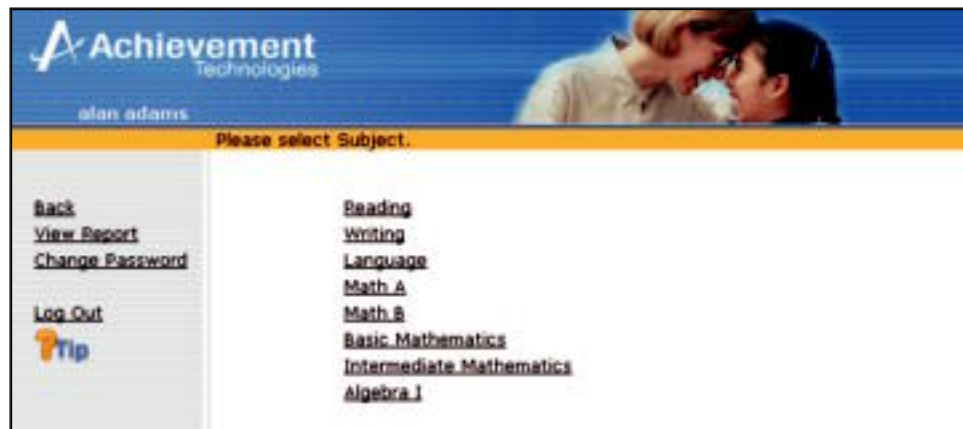 Achievement
Technologies
alan adams
Please select Subject.
Back
View Report
Change Password
Log Out
?Tip
Reading
Writing
Language
Math A
Math B
Basic Mathematics
Intermediate Mathematics
Algebra I